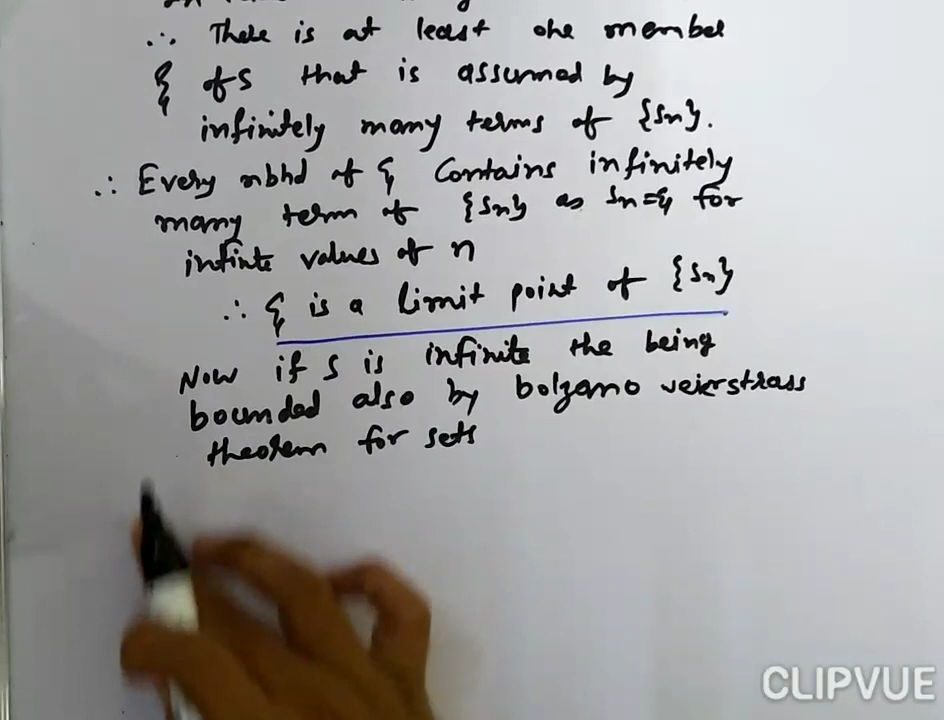 ∴ There is at least one member
ξ of S that is assumed by
infinitely many terms of {Sn}.
∴ Every nbhd of ξ Contains infinitely
many term of {Sn} as Sn=ξ for
infinte values of n
∴ ξ is a limit point of {Sn}
Now if S is infinite the being
bounded also by bolzano veierstrass
theorem for sets
CLIPVUE